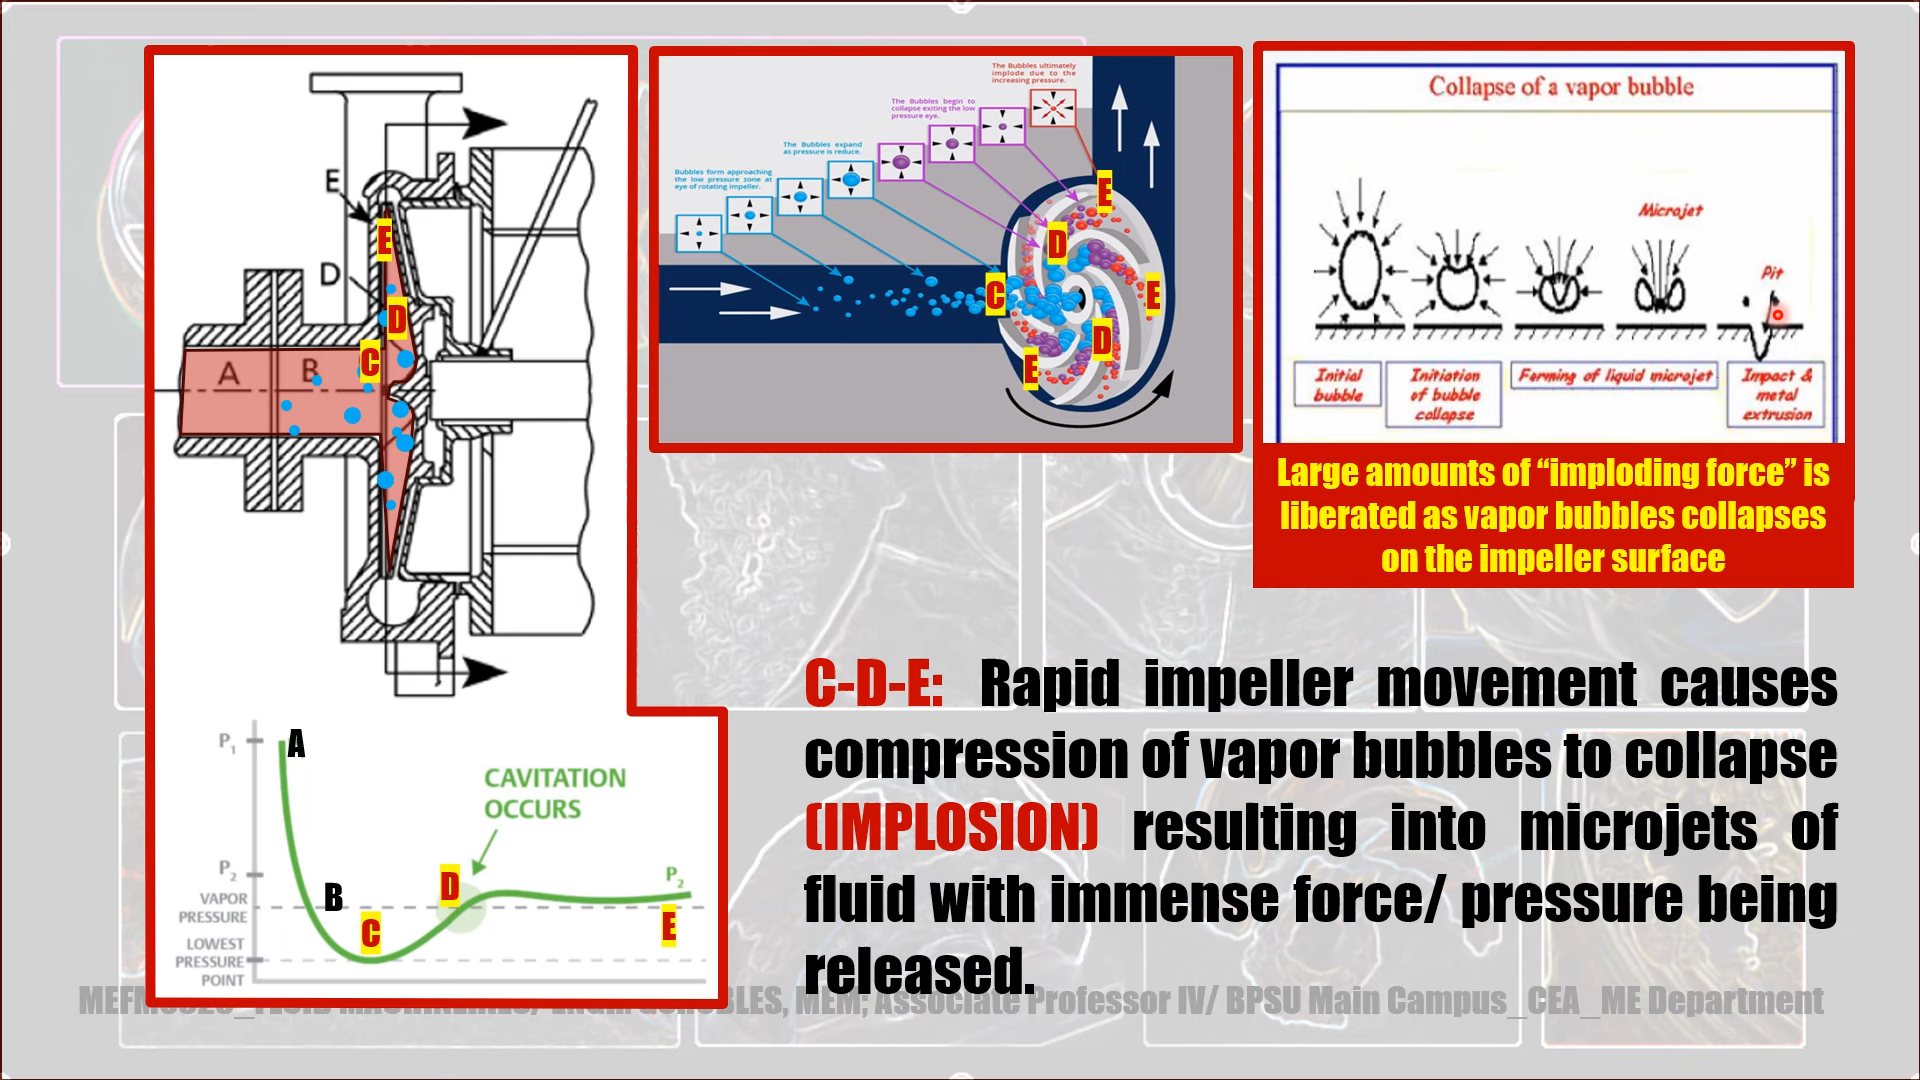 E
E
D
D
C
A
B
P1
A
CAVITATION
OCCURS
P2
D
P2
VAPOR
PRESSURE
B
C
E
LOWEST
PRESSURE
POINT
Bubbles form approaching
the low pressure zone at
eye of rotating impeller.
The Bubbles expand
as pressure is reduce.
The Bubbles begin to
collapse exiting the low
pressure eye.
The Bubbles ultimately
implode due to the
increasing pressure.
E
D
C
E
D
E
Collapse of a vapor bubble
Microjet
Pit
Initial
bubble
Initiation
of bubble
collapse
Forming of liquid microjet
Impact &
metal
extrusion
Large amounts of “imploding force” is
liberated as vapor bubbles collapses
on the impeller surface
C-D-E: Rapid impeller movement causes
compression of vapor bubbles to collapse
(IMPLOSION) resulting into microjets of
fluid with immense force/ pressure being
released.
MEM; Associate Professor IV/ BPSU Main Campus_CEA_ME Department